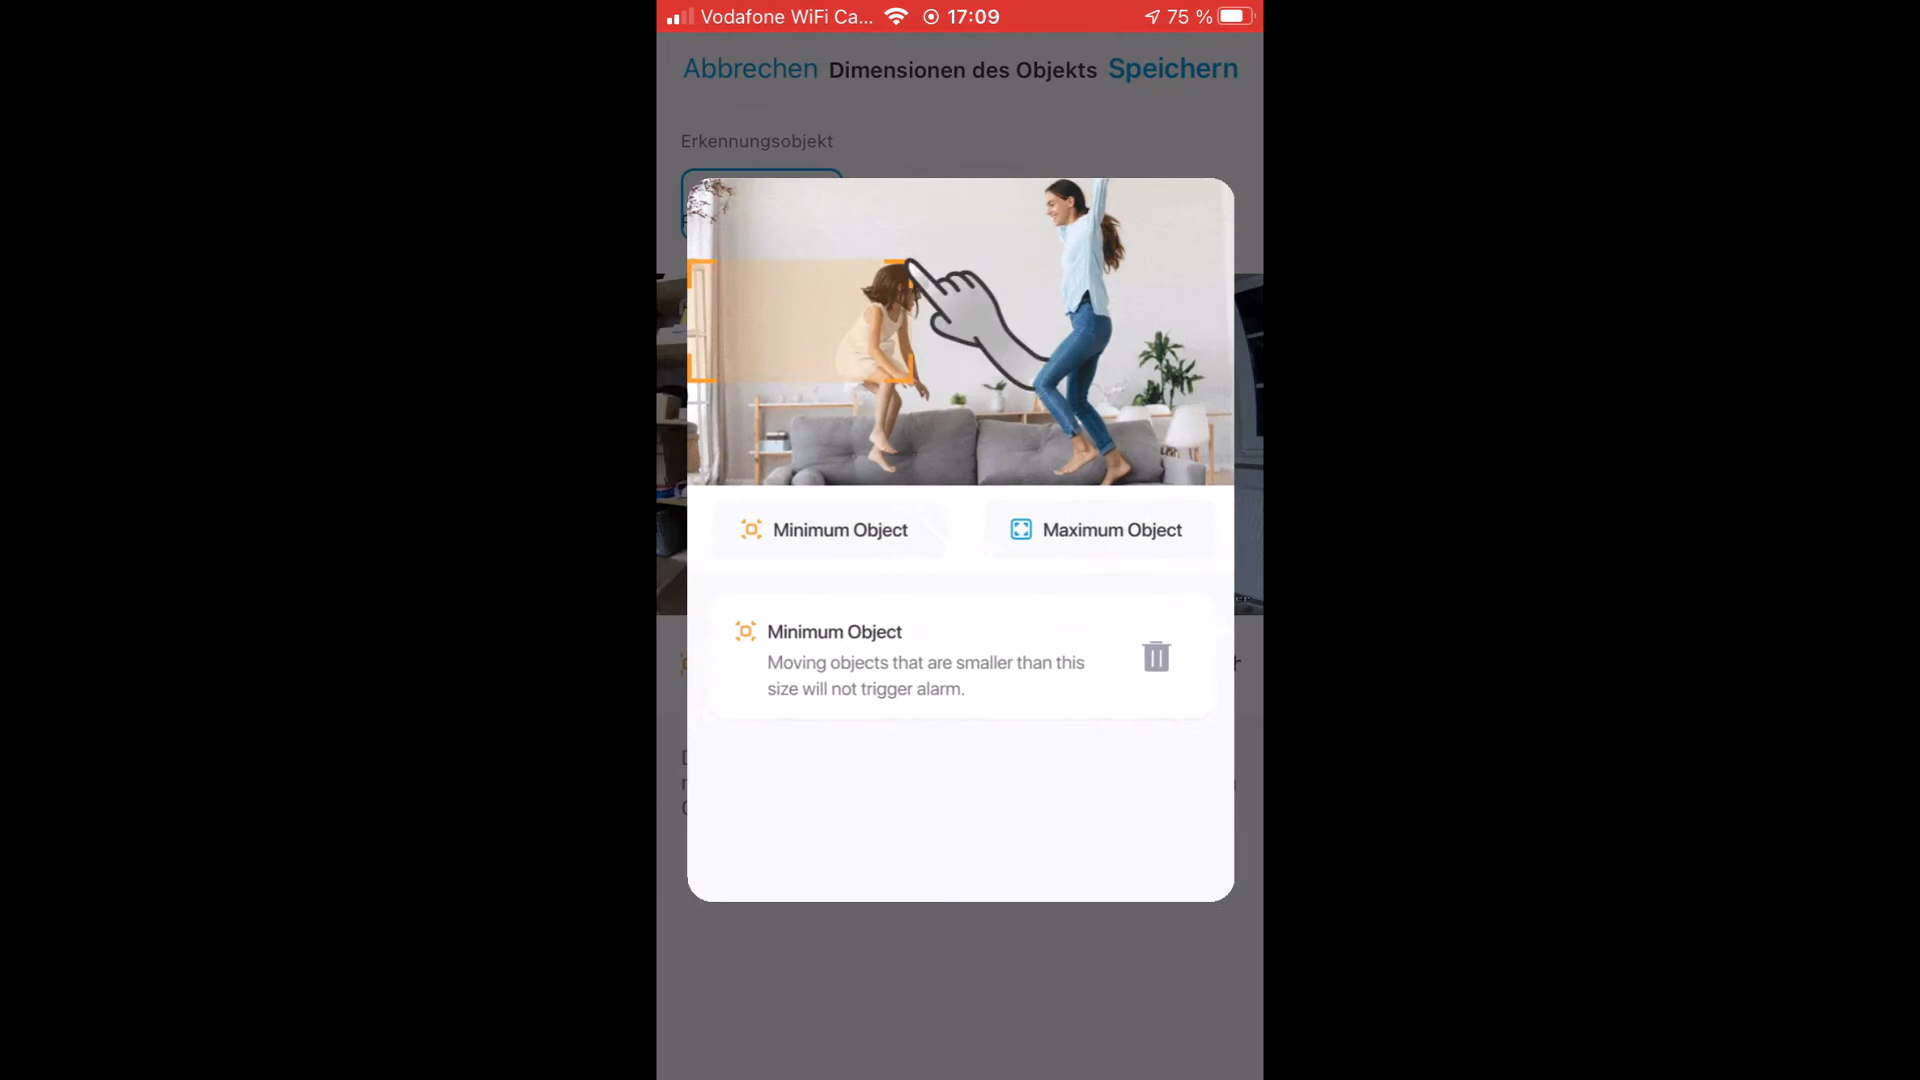 Vodafone WiFi Ca... 17:09 75 %
Abbrechen Dimensionen des Objekts Speichern
Erkennungsobjekt
Minimum Object Maximum Object
Minimum Object
Moving objects that are smaller than this
size will not trigger alarm.